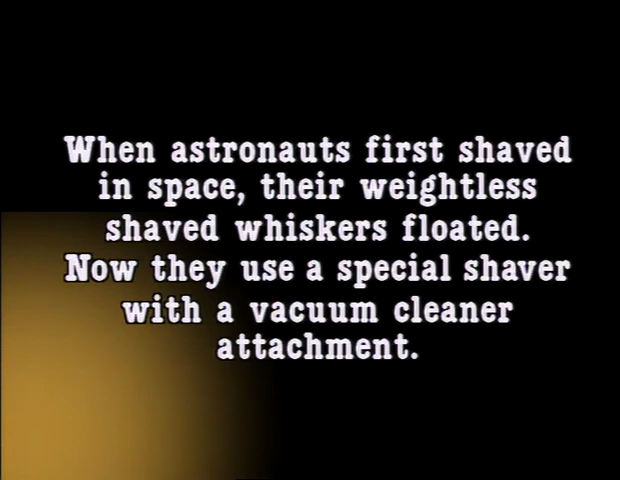 When astronauts first shaved
in space, their weightless
shaved whiskers floated.
Now they use a special shaver
with a vacuum cleaner
attachment.